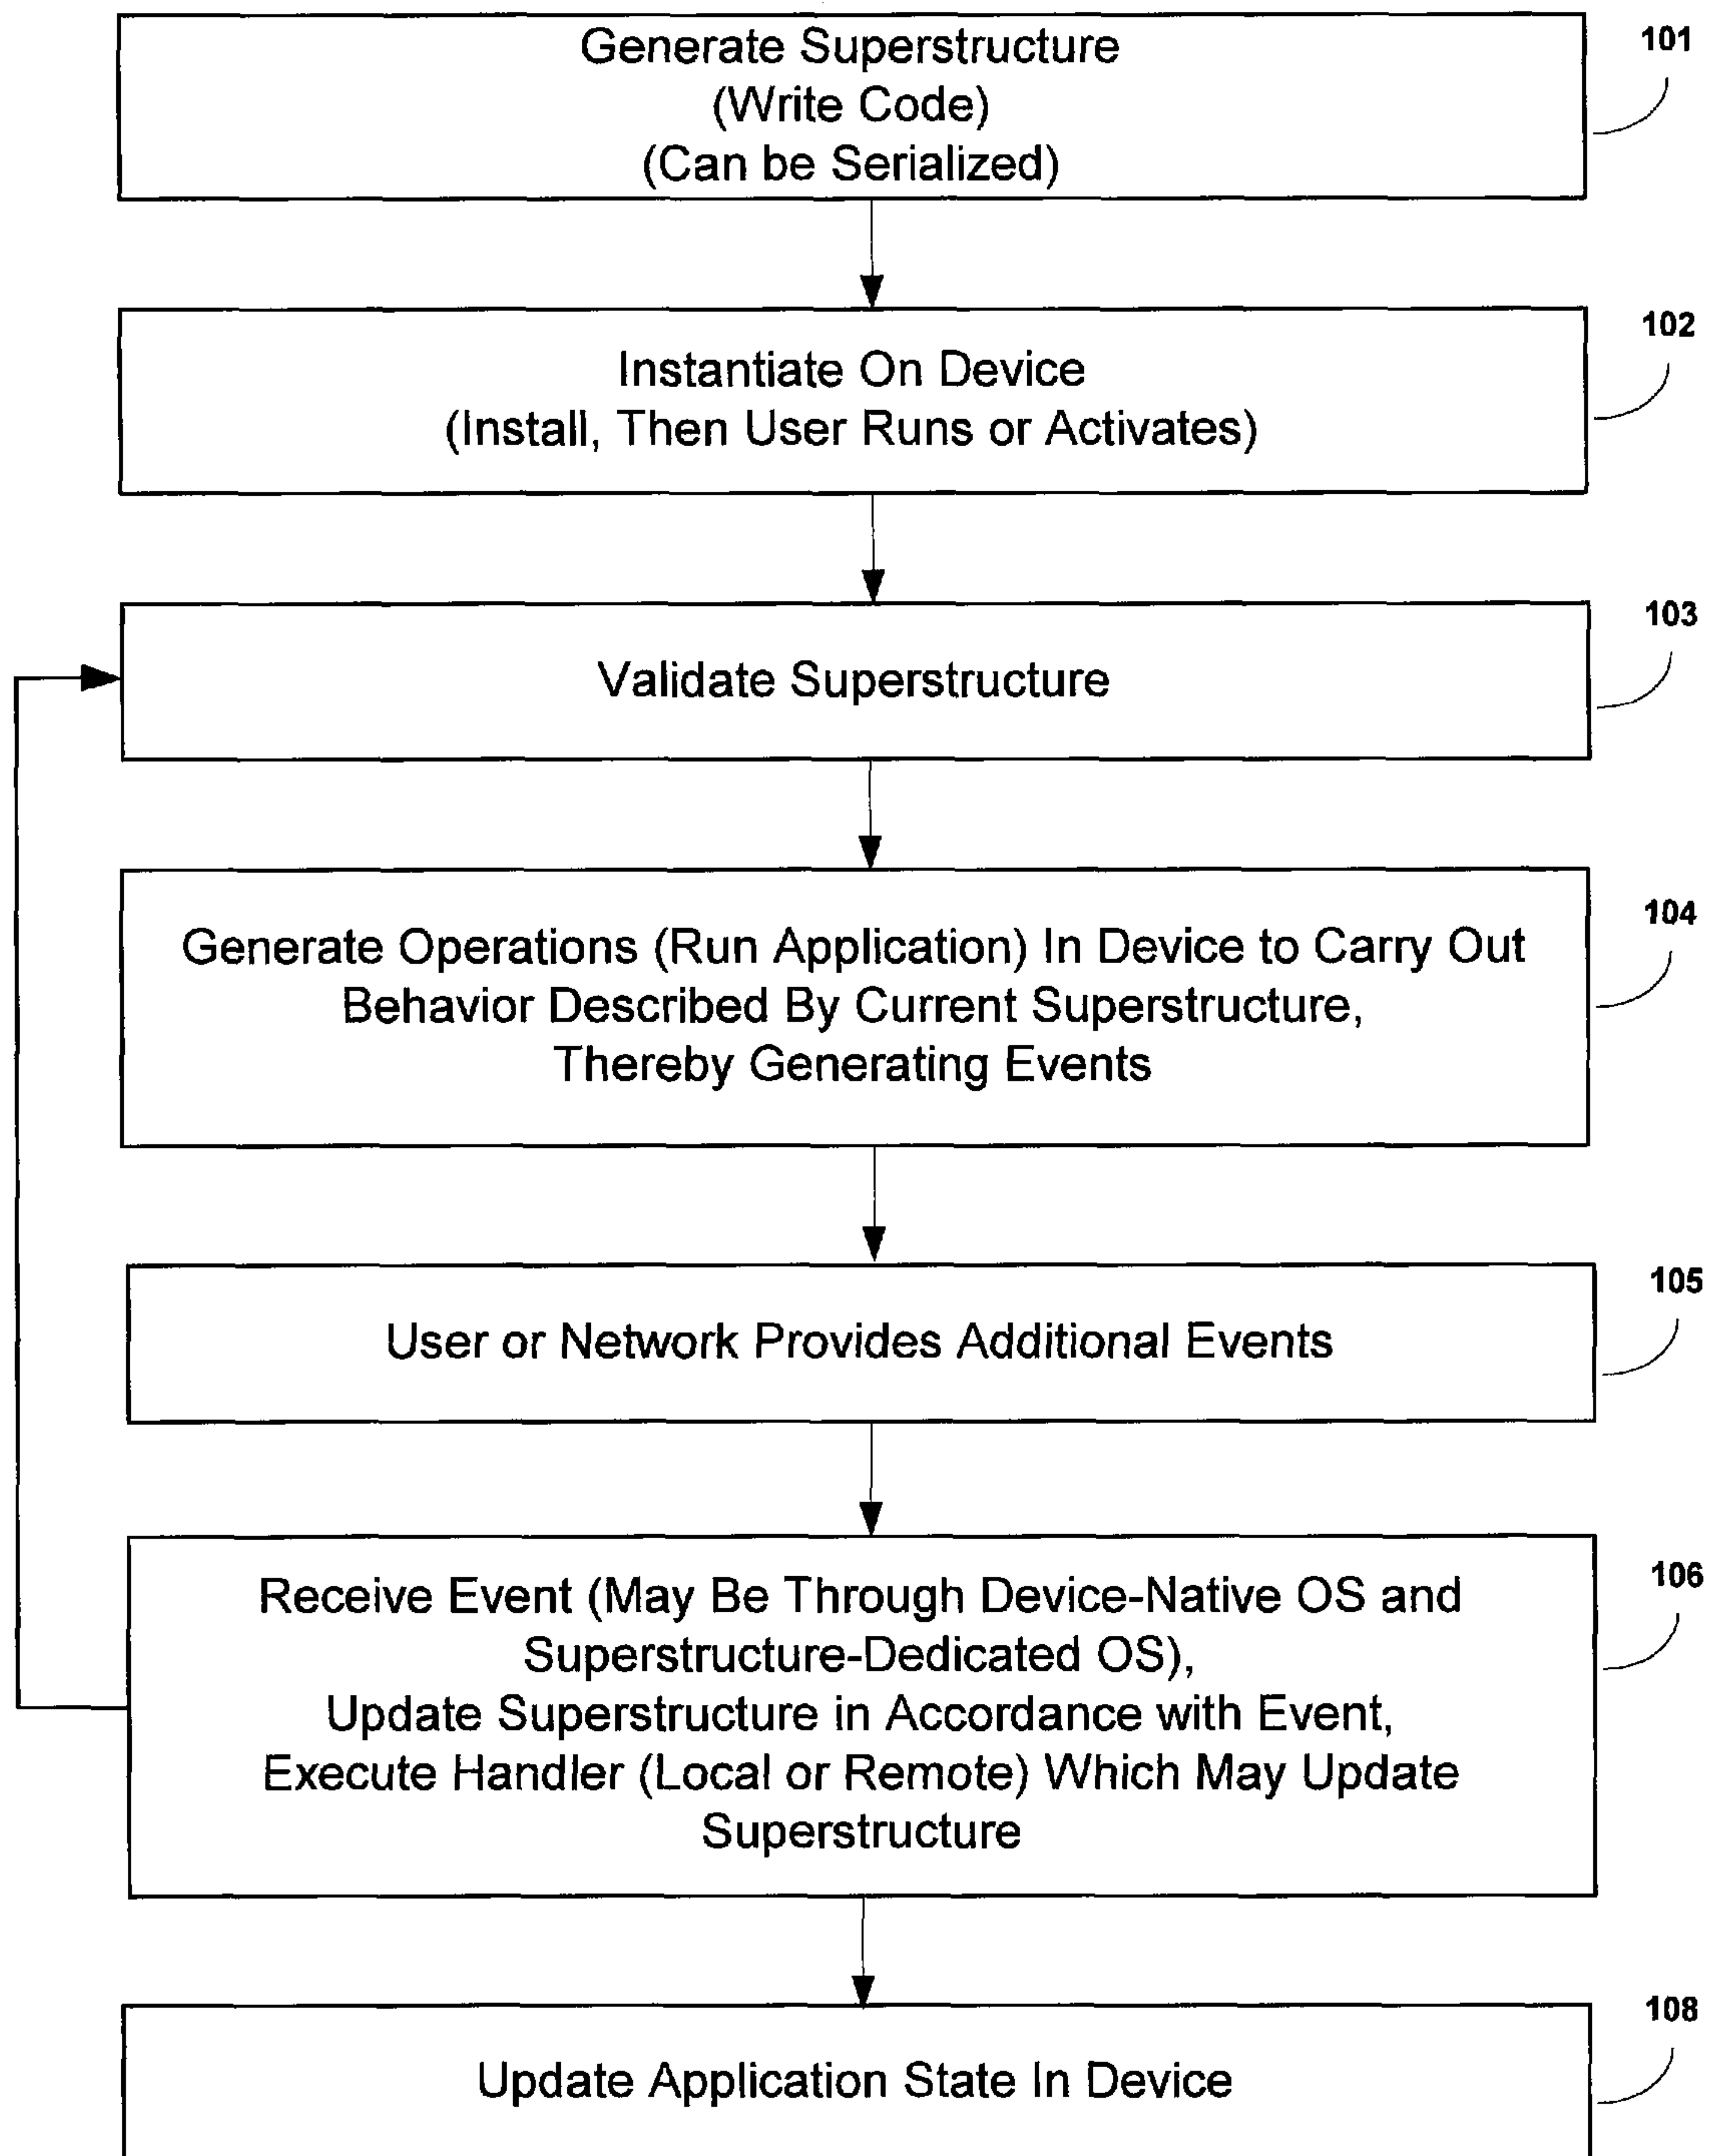 Generate Superstructure
(Write Code)
(Can be Serialized)
101
Instantiate On Device
(Install, Then User Runs or Activates)
102
Validate Superstructure
103
Generate Operations (Run Application) In Device to Carry Out
Behavior Described By Current Superstructure,
Thereby Generating Events
104
User or Network Provides Additional Events
105
Receive Event (May Be Through Device-Native OS and
Superstructure-Dedicated OS),
Update Superstructure in Accordance with Event,
Execute Handler (Local or Remote) Which May Update
Superstructure
106
Update Application State In Device
108